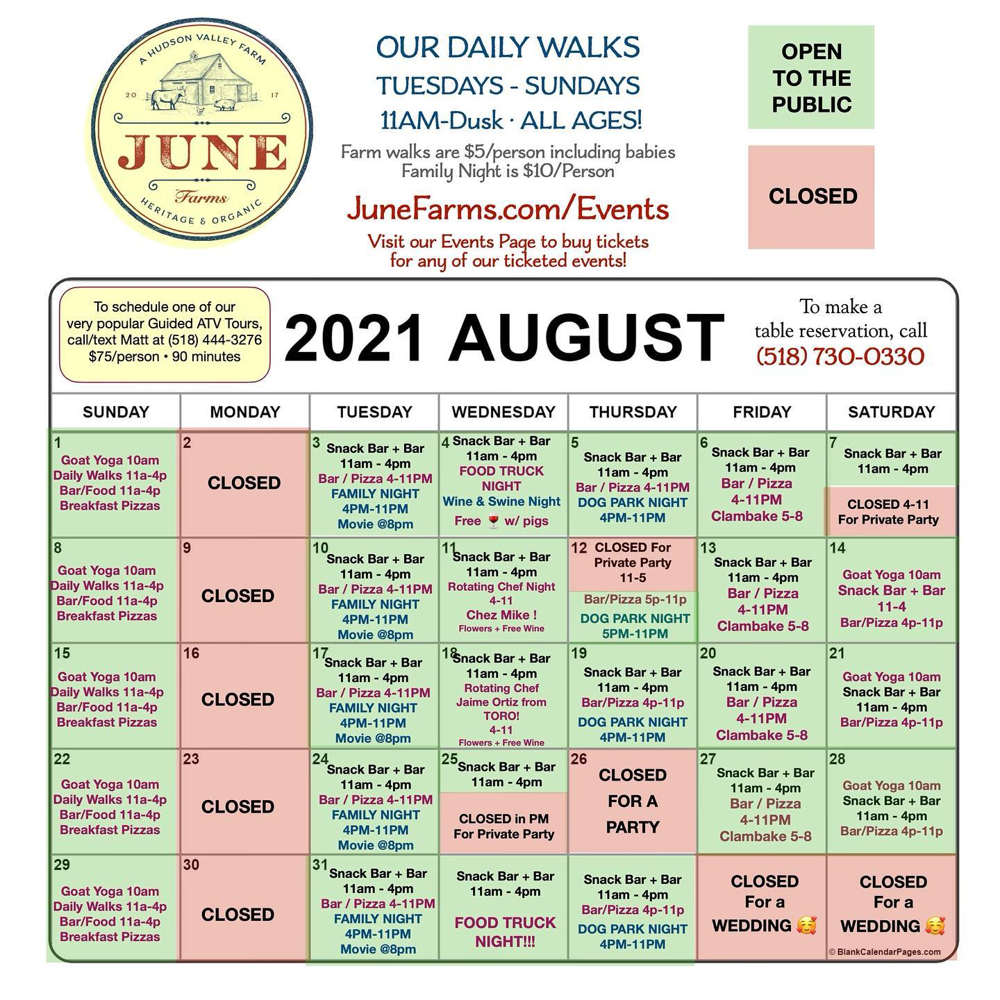 A HUDSON VALLEY FARM
20 17
JUNE
Farms
HERITAGE & ORGANIC
OUR DAILY WALKS
TUESDAYS - SUNDAYS
11AM-Dusk · ALL AGES!
Farm walks are $5/person including babies
Family Night is $10/Person
JuneFarms.com/Events
Visit our Events Page to buy tickets
for any of our ticketed events!
OPEN
TO THE
PUBLIC
CLOSED
To schedule one of our
very popular Guided ATV Tours,
call/text Matt at (518) 444-3276
$75/person • 90 minutes
2021 AUGUST
To make a
table reservation, call
(518) 730-0330
SUNDAY MONDAY TUESDAY WEDNESDAY THURSDAY FRIDAY SATURDAY
1
Goat Yoga 10am
Daily Walks 11a-4p
Bar/Food 11a-4p
Breakfast Pizzas
2
CLOSED
3
Snack Bar + Bar
11am - 4pm
Bar / Pizza 4-11PM
FAMILY NIGHT
4PM-11PM
Movie @8pm
4
Snack Bar + Bar
11am - 4pm
FOOD TRUCK
NIGHT
Wine & Swine Night
Free 🍷 w/ pigs
5
Snack Bar + Bar
11am - 4pm
Bar / Pizza 4-11PM
DOG PARK NIGHT
4PM-11PM
6
Snack Bar + Bar
11am - 4pm
Bar / Pizza
4-11PM
Clambake 5-8
7
Snack Bar + Bar
11am - 4pm
CLOSED 4-11
For Private Party
8
Goat Yoga 10am
Daily Walks 11a-4p
Bar/Food 11a-4p
Breakfast Pizzas
9
CLOSED
10
Snack Bar + Bar
11am - 4pm
Bar / Pizza 4-11PM
FAMILY NIGHT
4PM-11PM
Movie @8pm
11
Snack Bar + Bar
11am - 4pm
Rotating Chef Night
4-11
Chez Mike !
Flowers + Free Wine
12
CLOSED For
Private Party
11-5
Bar/Pizza 5p-11p
DOG PARK NIGHT
5PM-11PM
13
Snack Bar + Bar
11am - 4pm
Bar / Pizza
4-11PM
Clambake 5-8
14
Goat Yoga 10am
Snack Bar + Bar
11-4
Bar/Pizza 4p-11p
15
Goat Yoga 10am
Daily Walks 11a-4p
Bar/Food 11a-4p
Breakfast Pizzas
16
CLOSED
17
Snack Bar + Bar
11am - 4pm
Bar / Pizza 4-11PM
FAMILY NIGHT
4PM-11PM
Movie @8pm
18
Snack Bar + Bar
11am - 4pm
Rotating Chef
Jaime Ortiz from
TORO!
4-11
Flowers + Free Wine
19
Snack Bar + Bar
11am - 4pm
Bar/Pizza 4p-11p
DOG PARK NIGHT
4PM-11PM
20
Snack Bar + Bar
11am - 4pm
Bar / Pizza
4-11PM
Clambake 5-8
21
Goat Yoga 10am
Snack Bar + Bar
11am - 4pm
Bar/Pizza 4p-11p
22
Goat Yoga 10am
Daily Walks 11a-4p
Bar/Food 11a-4p
Breakfast Pizzas
23
CLOSED
24
Snack Bar + Bar
11am - 4pm
Bar / Pizza 4-11PM
FAMILY NIGHT
4PM-11PM
Movie @8pm
25
Snack Bar + Bar
11am - 4pm
CLOSED in PM
For Private Party
26
CLOSED
FOR A
PARTY
27
Snack Bar + Bar
11am - 4pm
Bar / Pizza
4-11PM
Clambake 5-8
28
Goat Yoga 10am
Snack Bar + Bar
11am - 4pm
Bar/Pizza 4p-11p
29
Goat Yoga 10am
Daily Walks 11a-4p
Bar/Food 11a-4p
Breakfast Pizzas
30
CLOSED
31
Snack Bar + Bar
11am - 4pm
Bar / Pizza 4-11PM
FAMILY NIGHT
4PM-11PM
Movie @8pm
Snack Bar + Bar
11am - 4pm
FOOD TRUCK
NIGHT!!!
Snack Bar + Bar
11am - 4pm
Bar/Pizza 4p-11p
DOG PARK NIGHT
4PM-11PM
CLOSED
For a
WEDDING 🥰
CLOSED
For a
WEDDING 🥰
© BlankCalendarPages.com